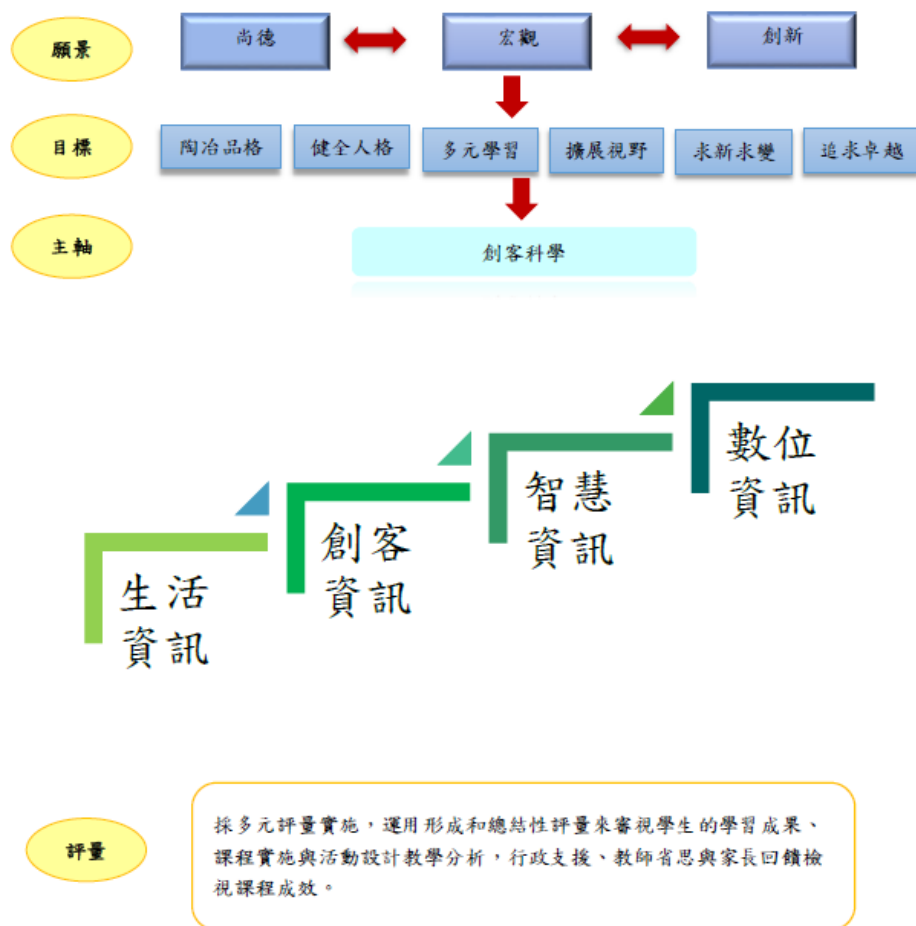 願景
尚德
宏觀
創新
目標
陶冶品格
健全人格
多元學習
擴展視野
求新求變
追求卓越
主軸
創客科學
生活
資訊
創客
資訊
智慧
資訊
數位
資訊
評量
採多元評量實施，運用形成和總結性評量來審視學生的學習成果、
課程實施與活動設計教學分析，行政支援、教師省思與家長回饋檢
視課程成效。